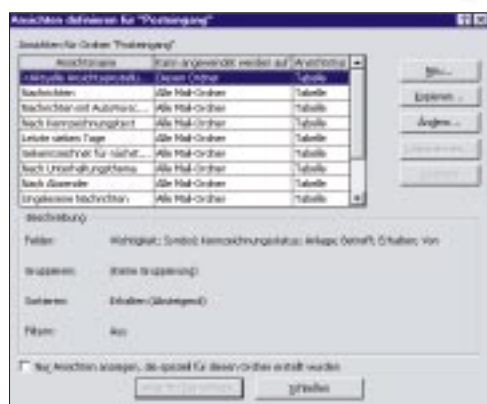 Ansichten definieren für "Posteingang"
Ansichten für Ordner "Posteingang"
Ansichtsname Kann angewendet werden auf Ansichtstyp
<Aktuelle Ansichtseinstellu... Diesen Ordner Tabelle
Nachrichten Alle Mail-Ordner Tabelle
Nachrichten mit AutoVorsc... Alle Mail-Ordner Tabelle
Nach Kennzeichnungstext Alle Mail-Ordner Tabelle
Letzte sieben Tage Alle Mail-Ordner Tabelle
Gekennzeichnet für nächst... Alle Mail-Ordner Tabelle
Nach Unterhaltungsthema Alle Mail-Ordner Tabelle
Nach Absender Alle Mail-Ordner Tabelle
Ungelesene Nachrichten Alle Mail-Ordner Tabelle
Neu...
Kopieren ...
Ändern...
Beschreibung
Felder: Wichtigkeit; Symbol; Kennzeichnungsstatus; Anlage; Betreff; Erhalten; Von
Gruppieren: (Keine Gruppierung)
Sortieren: Erhalten (Absteigend)
Filtern: Aus
Nur Ansichten anzeigen, die speziell für diesen Ordner erstellt wurden
Schließen